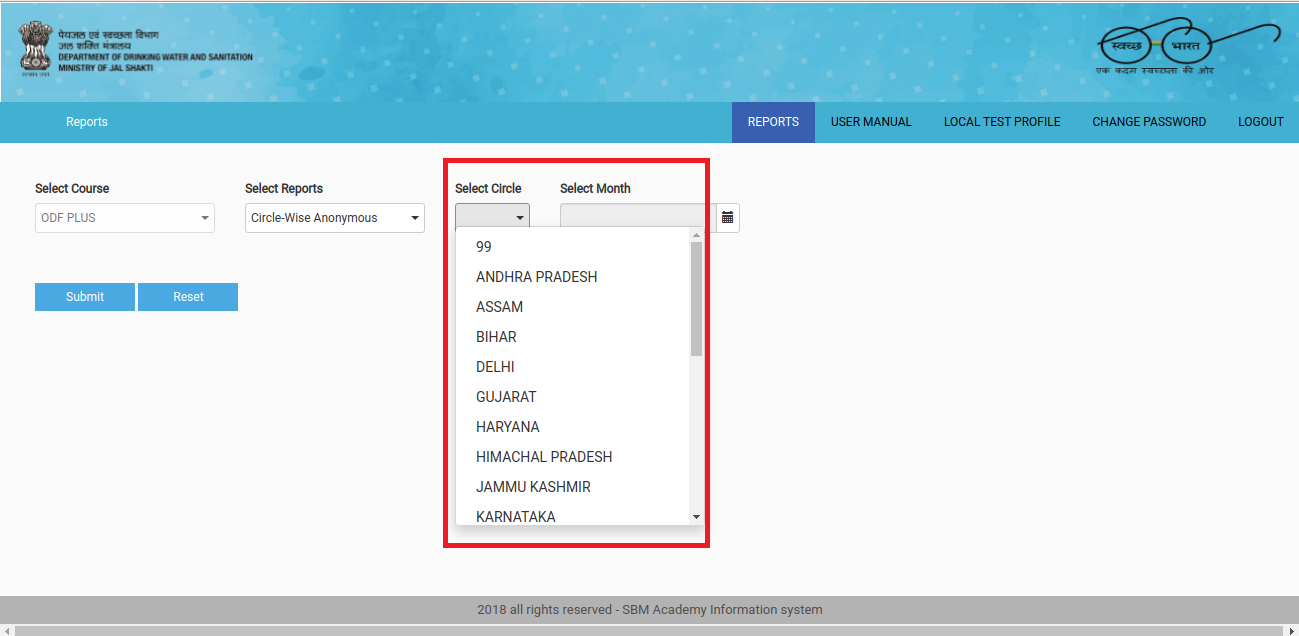 पेयजल एवं स्वच्छता विभाग
जल शक्ति मंत्रालय
DEPARTMENT OF DRINKING WATER AND SANITATION
MINISTRY OF JAL SHAKTI
स्वच्छ भारत
एक कदम स्वच्छता की ओर
Reports
REPORTS
USER MANUAL
LOCAL TEST PROFILE
CHANGE PASSWORD
LOGOUT
Select Course
Select Reports
Select Circle
Select Month
ODF PLUS
Circle-Wise Anonymous
99
ANDHRA PRADESH
ASSAM
BIHAR
DELHI
GUJARAT
HARYANA
HIMACHAL PRADESH
JAMMU KASHMIR
KARNATAKA
Submit
Reset
2018 all rights reserved - SBM Academy Information system